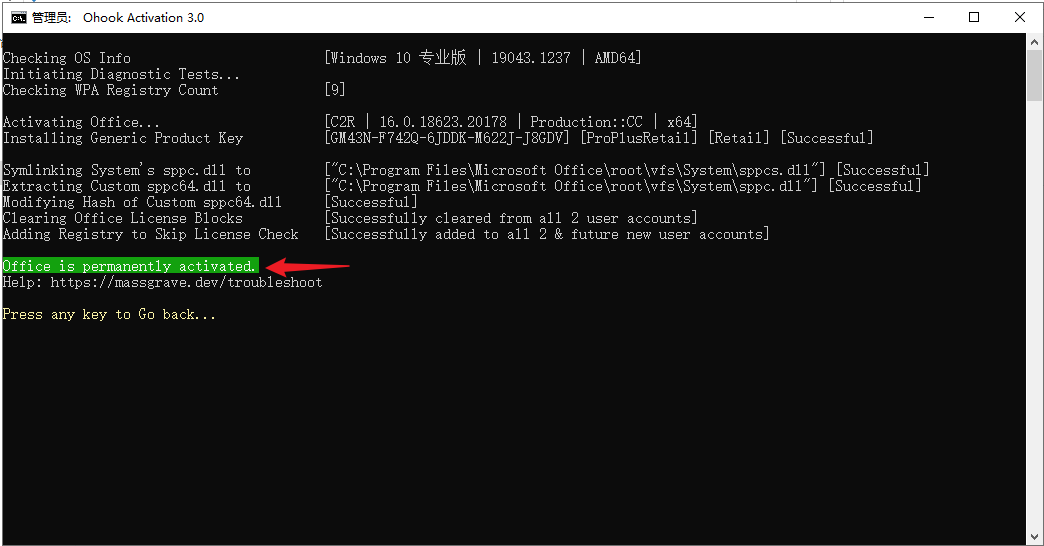 管理员: Ohook Activation 3.0
Checking OS Info [Windows 10 专业版 | 19043.1237 | AMD64]
Initiating Diagnostic Tests...
Checking WPA Registry Count [9]
Activating Office... [C2R | 16.0.18623.20178 | Production::CC | x64]
Installing Generic Product Key [GM43N-F742Q-6JDDK-M622J-J8GDV] [ProPlusRetail] [Retail] [Successful]
Symlinking System's sppc.dll to ["C:\Program Files\Microsoft Office\root\vfs\System\sppcs.dll"] [Successful]
Extracting Custom sppc64.dll to ["C:\Program Files\Microsoft Office\root\vfs\System\sppc.dll"] [Successful]
Modifying Hash of Custom sppc64.dll [Successful]
Clearing Office License Blocks [Successfully cleared from all 2 user accounts]
Adding Registry to Skip License Check [Successfully added to all 2 & future new user accounts]
Office is permanently activated.
Help: https://massgrave.dev/troubleshoot
Press any key to Go back...